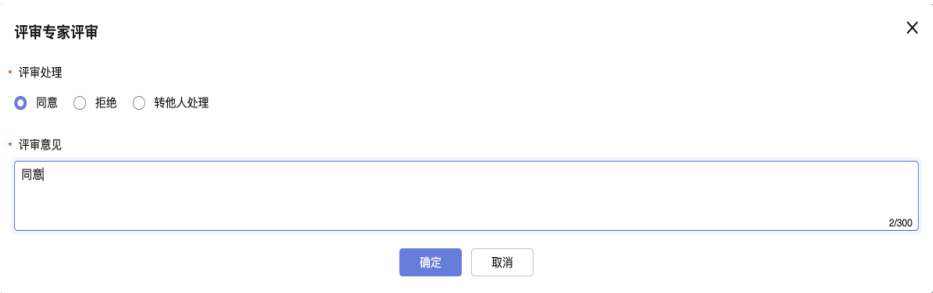 评审专家评审
* 评审处理
同意 拒绝 转他人处理
* 评审意见
同意
2/300
确定 取消